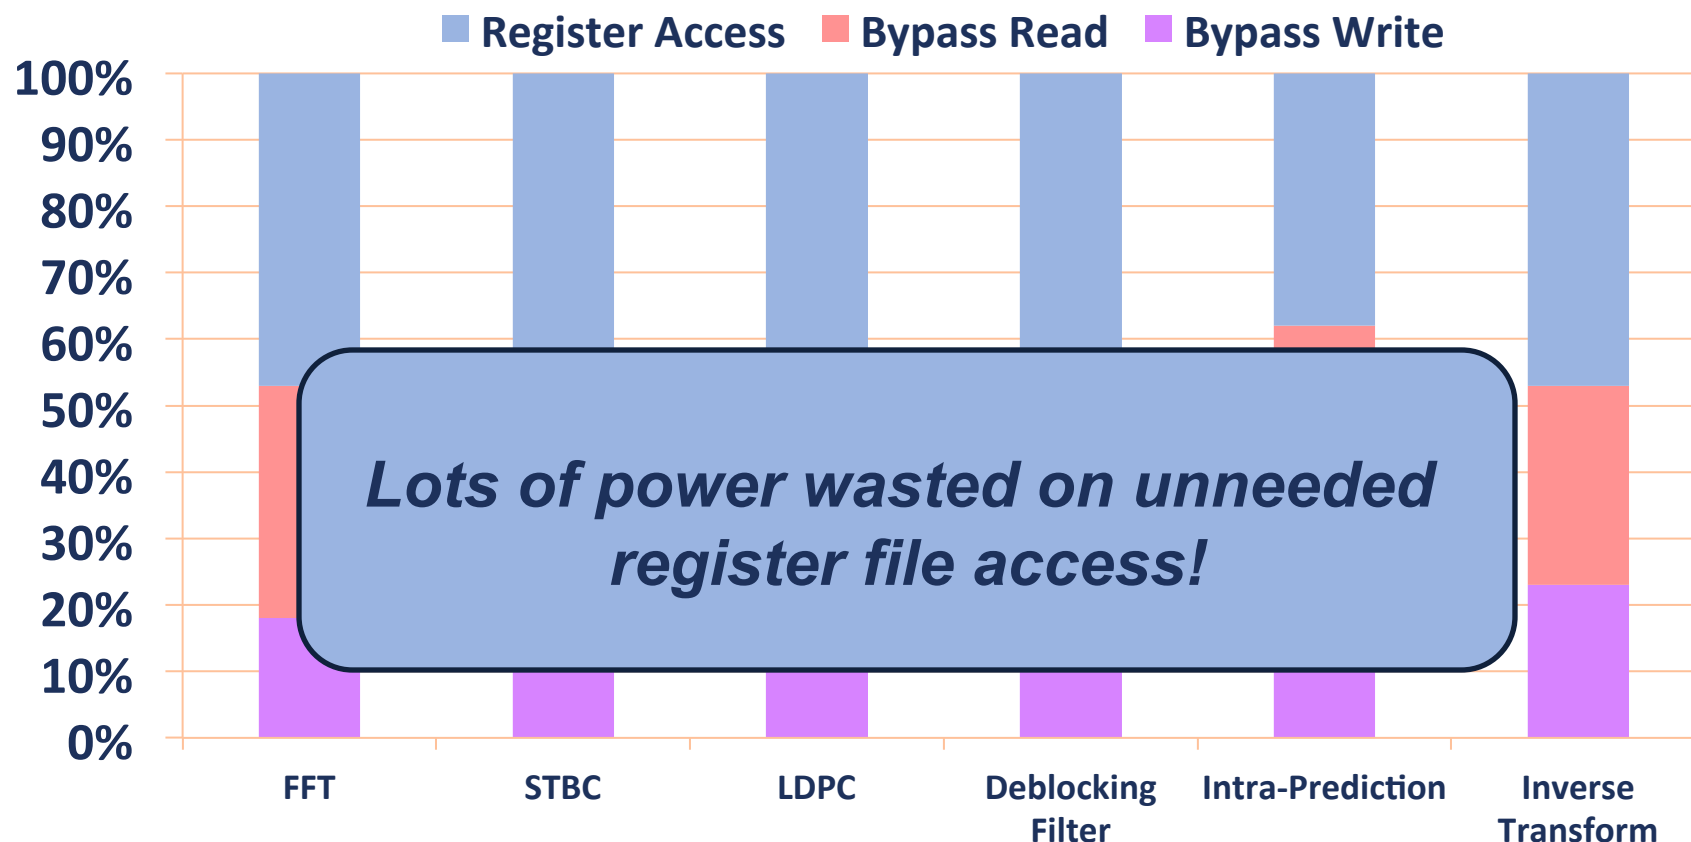 Register Access Bypass Read Bypass Write
100%
90%
80%
70%
60%
50%
40%
30%
20%
10%
0%
Lots of power wasted on unneeded
register file access!
FFT STBC LDPC Deblocking Intra-Prediction Inverse
Filter Transform